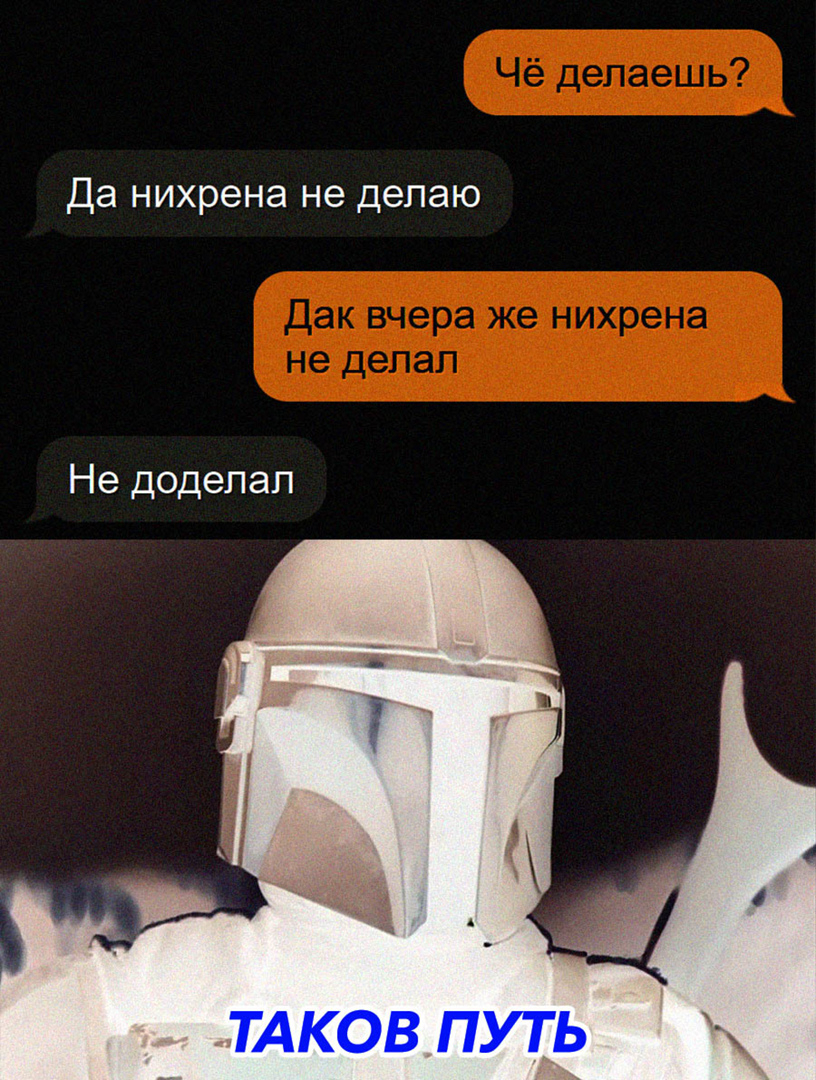 Чё делаешь?
Да нихрена не делаю
Дак вчера же нихрена
не делал
Не доделал
ТАКОВ ПУТЬ